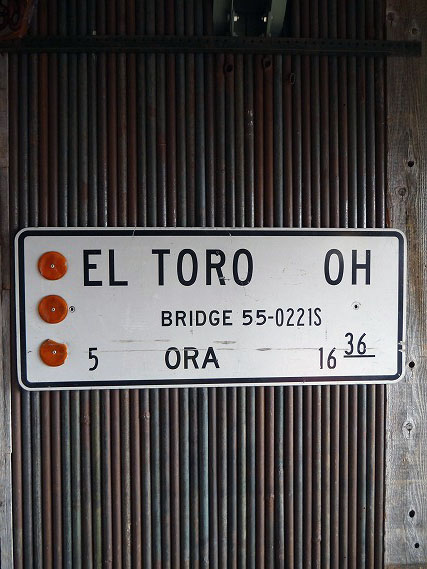 EL TORO OH
BRIDGE 55-0221S
5 ORA 16 36